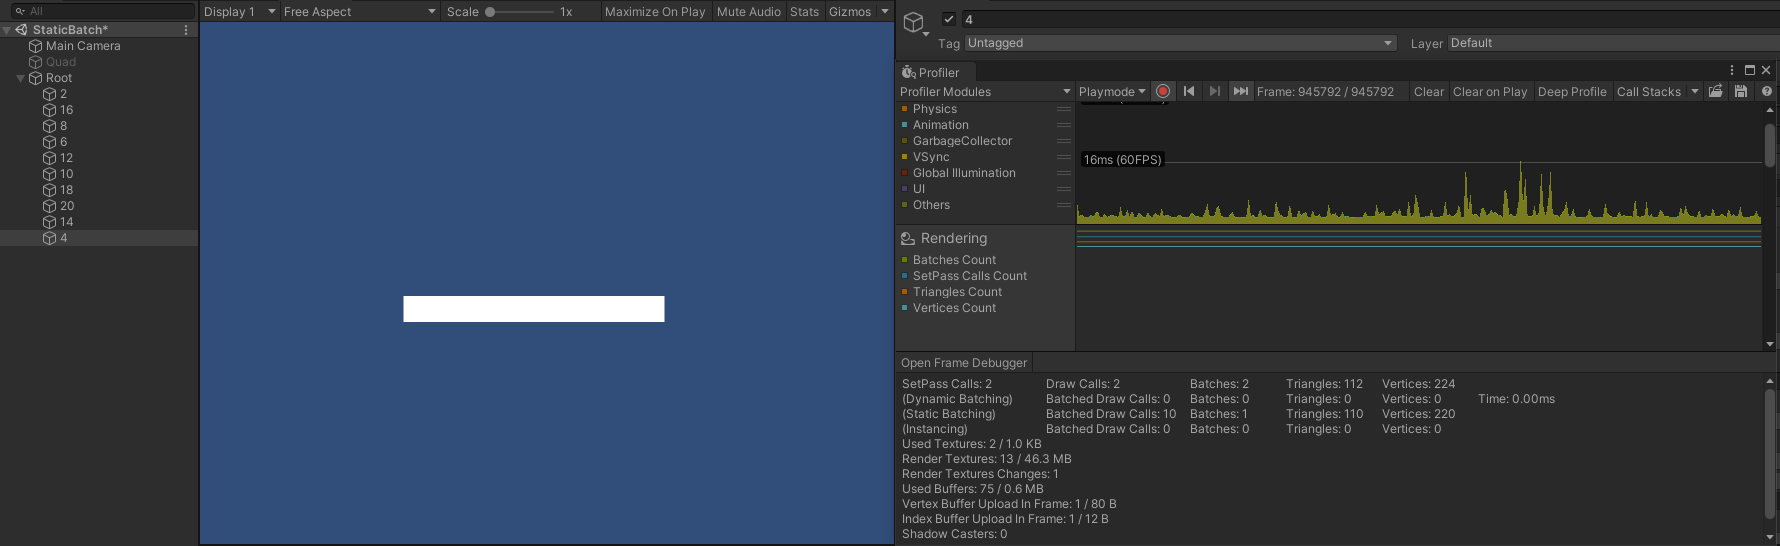 All
StaticBatch*
Main Camera
Quad
Root
2
16
8
6
12
10
18
20
14
4
Display 1 Free Aspect Scale 1x Maximize On Play Mute Audio Stats Gizmos
4
Tag Untagged Layer Default
Profiler
Profiler Modules Playmode Frame: 945792 / 945792 Clear Clear on Play Deep Profile Call Stacks
Physics
Animation
GarbageCollector
VSync
Global Illumination
UI
Others
16ms (60FPS)
Rendering
Batches Count
SetPass Calls Count
Triangles Count
Vertices Count
Open Frame Debugger
SetPass Calls: 2 Draw Calls: 2 Batches: 2 Triangles: 112 Vertices: 224
(Dynamic Batching) Batched Draw Calls: 0 Batches: 0 Triangles: 0 Vertices: 0 Time: 0.00ms
(Static Batching) Batched Draw Calls: 10 Batches: 1 Triangles: 110 Vertices: 220
(Instancing) Batched Draw Calls: 0 Batches: 0 Triangles: 0 Vertices: 0
Used Textures: 2 / 1.0 KB
Render Textures: 13 / 46.3 MB
Render Textures Changes: 1
Used Buffers: 75 / 0.6 MB
Vertex Buffer Upload In Frame: 1 / 80 B
Index Buffer Upload In Frame: 1 / 12 B
Shadow Casters: 0